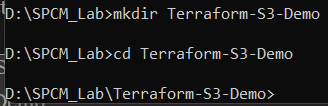 D:\SPCM_Lab>mkdir Terraform-S3-Demo
D:\SPCM_Lab>cd Terraform-S3-Demo
D:\SPCM_Lab\Terraform-S3-Demo>